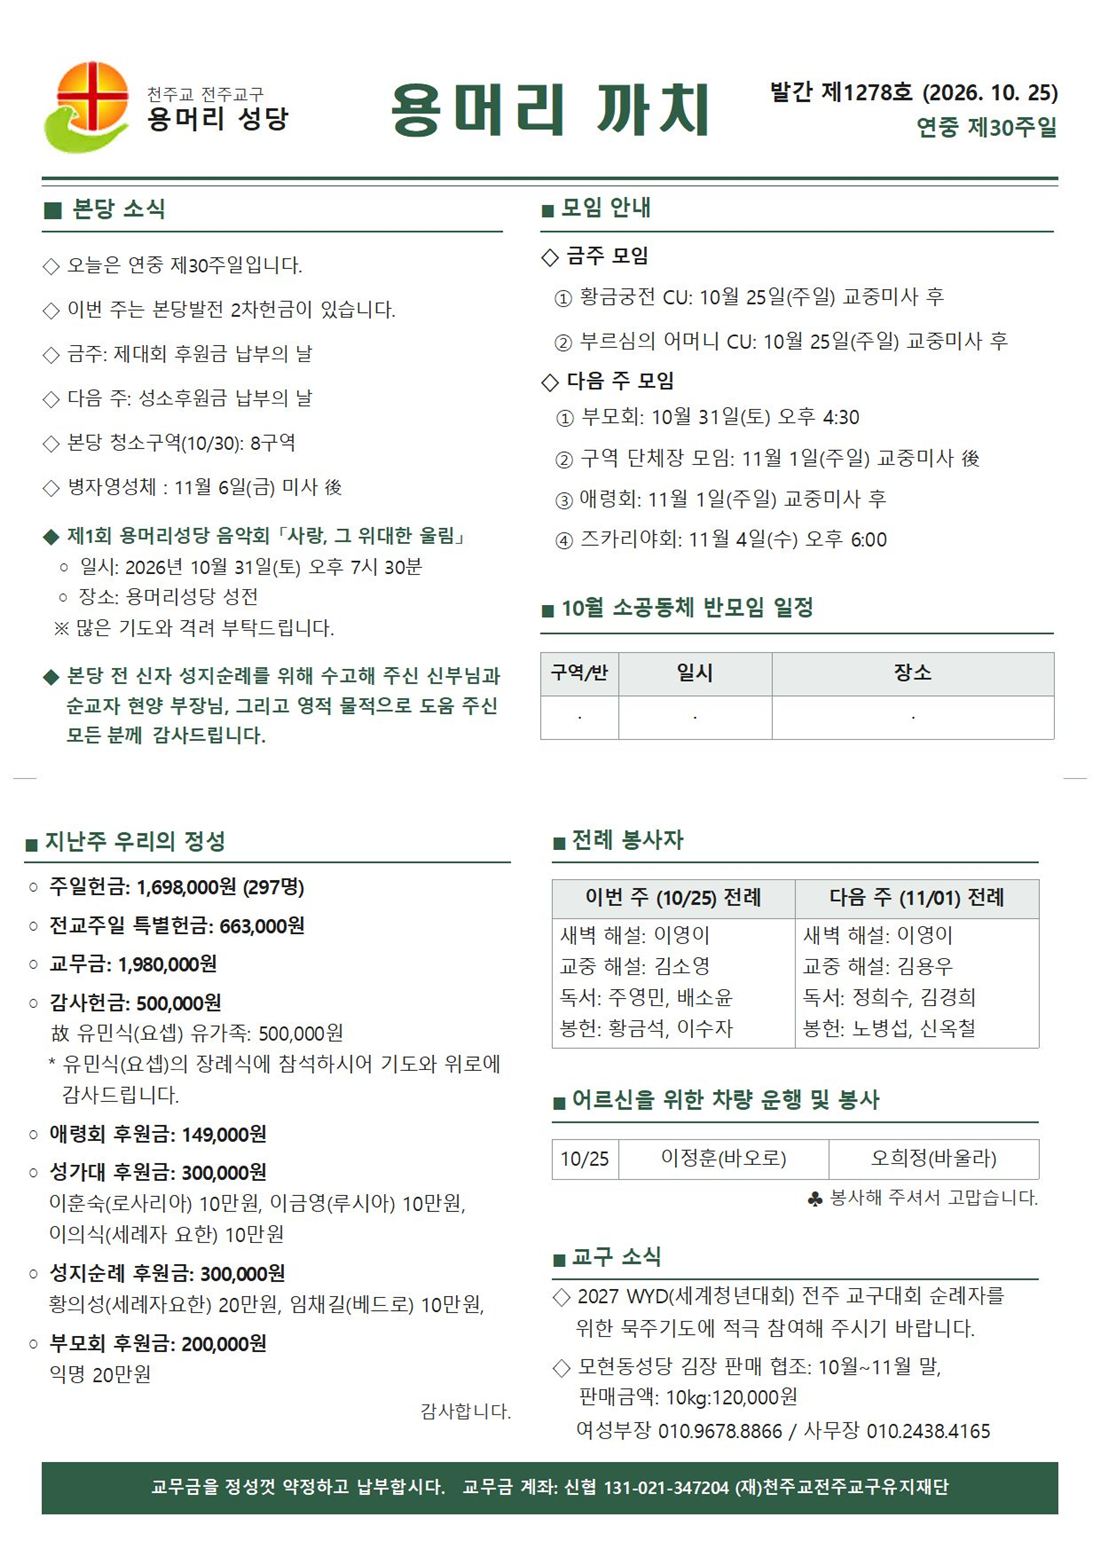 천주교 전주교구
용머리 성당
용머리 까치
발간 제1278호 (2026. 10. 25)
연중 제30주일
■ 본당 소식
◇ 오늘은 연중 제30주일입니다.
◇ 이번 주는 본당발전 2차헌금이 있습니다.
◇ 금주: 제대회 후원금 납부의 날
◇ 다음 주: 성소후원금 납부의 날
◇ 본당 청소구역(10/30): 8구역
◇ 병자영성체 : 11월 6일(금) 미사 後
◆ 제1회 용머리성당 음악회 「사랑, 그 위대한 울림」
○ 일시: 2026년 10월 31일(토) 오후 7시 30분
○ 장소: 용머리성당 성전
※ 많은 기도와 격려 부탁드립니다.
◆ 본당 전 신자 성지순례를 위해 수고해 주신 신부님과
순교자 현양 부장님, 그리고 영적 물적으로 도움 주신
모든 분께 감사드립니다.
■ 모임 안내
◇ 금주 모임
① 황금궁전 CU: 10월 25일(주일) 교중미사 후
② 부르심의 어머니 CU: 10월 25일(주일) 교중미사 후
◇ 다음 주 모임
① 부모회: 10월 31일(토) 오후 4:30
② 구역 단체장 모임: 11월 1일(주일) 교중미사 後
③ 애령회: 11월 1일(주일) 교중미사 후
④ 즈카리야회: 11월 4일(수) 오후 6:00
■ 10월 소공동체 반모임 일정
구역/반 일시 장소
. . .
■ 지난주 우리의 정성
○ 주일헌금: 1,698,000원 (297명)
○ 전교주일 특별헌금: 663,000원
○ 교무금: 1,980,000원
○ 감사헌금: 500,000원
故 유민식(요셉) 유가족: 500,000원
* 유민식(요셉)의 장례식에 참석하시어 기도와 위로에
감사드립니다.
○ 애령회 후원금: 149,000원
○ 성가대 후원금: 300,000원
이훈숙(로사리아) 10만원, 이금영(루시아) 10만원,
이의식(세례자 요한) 10만원
○ 성지순례 후원금: 300,000원
황의성(세례자요한) 20만원, 임채길(베드로) 10만원,
○ 부모회 후원금: 200,000원
익명 20만원
감사합니다.
■ 전례 봉사자
이번 주 (10/25) 전례 다음 주 (11/01) 전례
새벽 해설: 이영이 새벽 해설: 이영이
교중 해설: 김소영 교중 해설: 김용우
독서: 주영민, 배소윤 독서: 정희수, 김경희
봉헌: 황금석, 이수자 봉헌: 노병섭, 신옥철
■ 어르신을 위한 차량 운행 및 봉사
10/25 이정훈(바오로) 오희정(바울라)
♣ 봉사해 주셔서 고맙습니다.
■ 교구 소식
◇ 2027 WYD(세계청년대회) 전주 교구대회 순례자를
위한 묵주기도에 적극 참여해 주시기 바랍니다.
◇ 모현동성당 김장 판매 협조: 10월~11월 말,
판매금액: 10kg:120,000원
여성부장 010.9678.8866 / 사무장 010.2438.4165
교무금을 정성껏 약정하고 납부합시다. 교무금 계좌: 신협 131-021-347204 (재)천주교전주교구유지재단